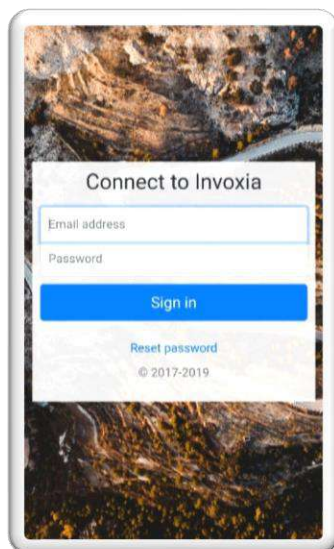 Connect to Invoxia
Email address
Password
Sign in
Reset password
© 2017-2019